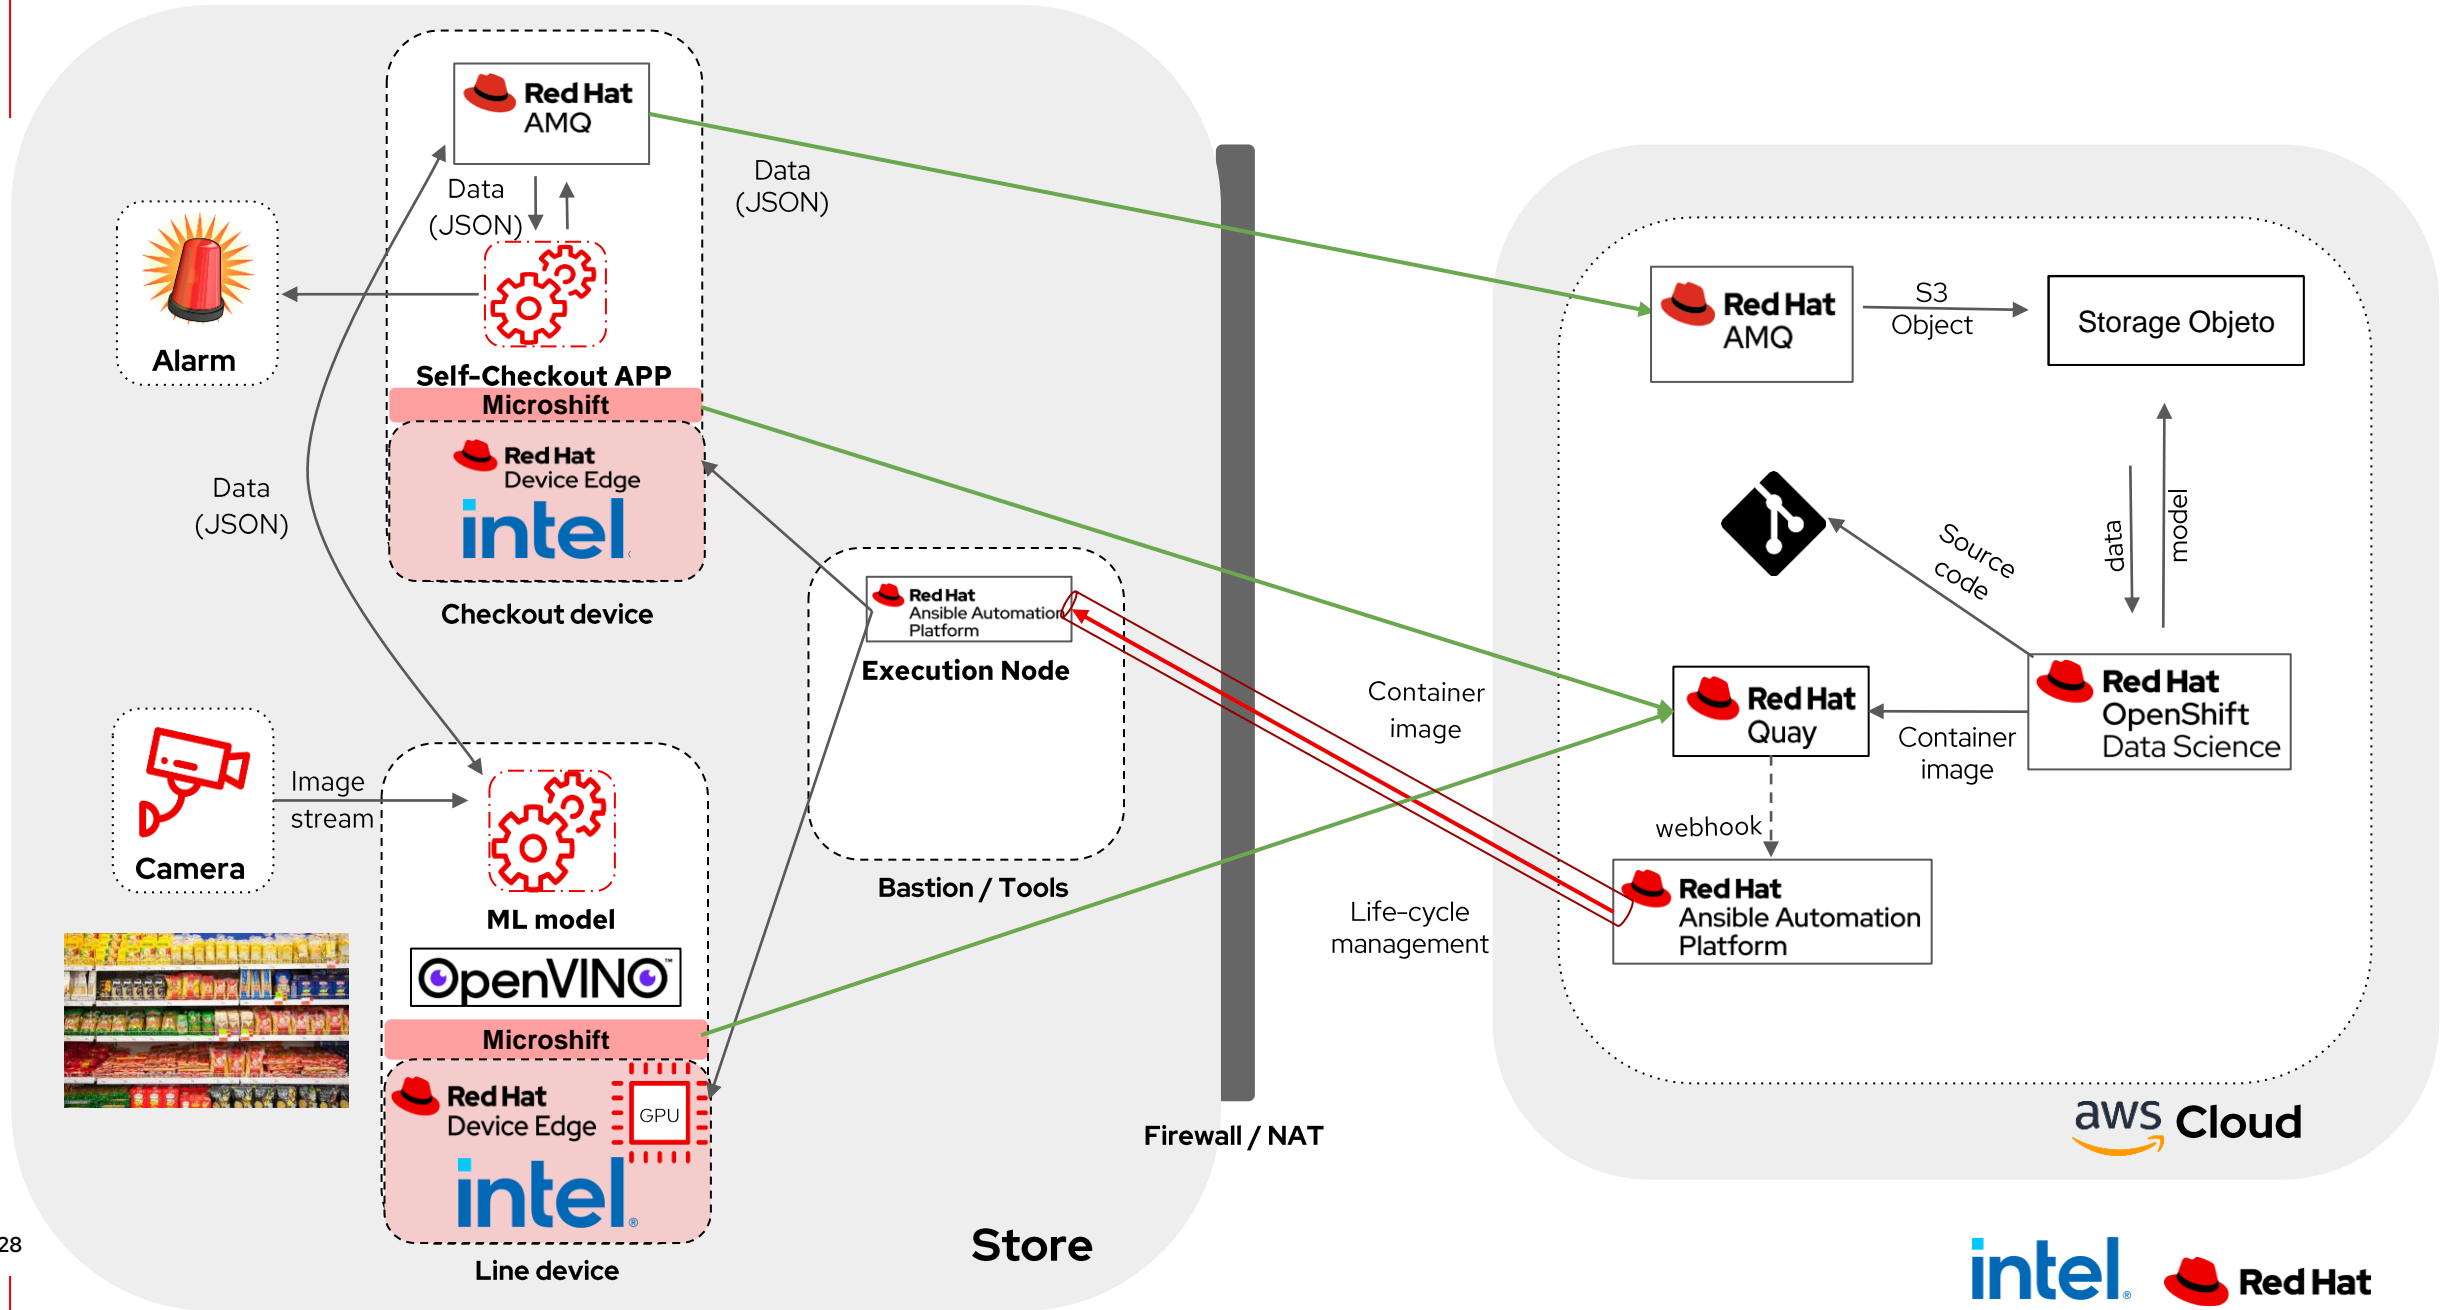 Red Hat
AMQ
Data
(JSON)
Data
(JSON)
Alarm
Self-Checkout APP
Microshift
Red Hat
Device Edge
intel
Checkout device
Data
(JSON)
Camera
Image
stream
ML model
OpenVINO™
Microshift
Red Hat
Device Edge
GPU
intel®
Line device
Red Hat
Ansible Automation
Platform
Execution Node
Bastion / Tools
Store
Firewall / NAT
Container
image
Life-cycle
management
Red Hat
AMQ
S3
Object
Storage Objeto
data
model
Source
code
Red Hat
Quay
Container
image
Red Hat
OpenShift
Data Science
webhook
Red Hat
Ansible Automation
Platform
aws Cloud
28
intel® Red Hat